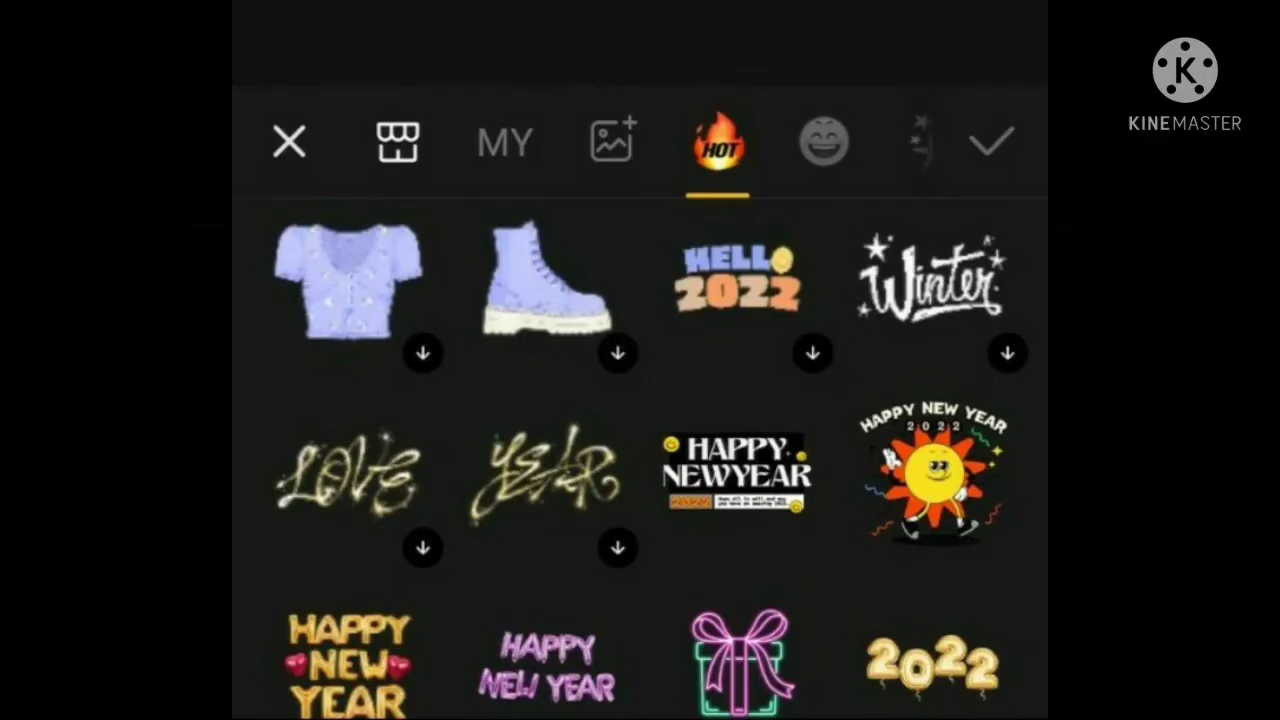 K
KINEMASTER
MY
HOT
HELLO
2022
Winter
LOVE
YEAR
HAPPY
NEWYEAR
2022
HAPPY NEW YEAR
2022
HAPPY
NEW
YEAR
HAPPY
NEW YEAR
2022